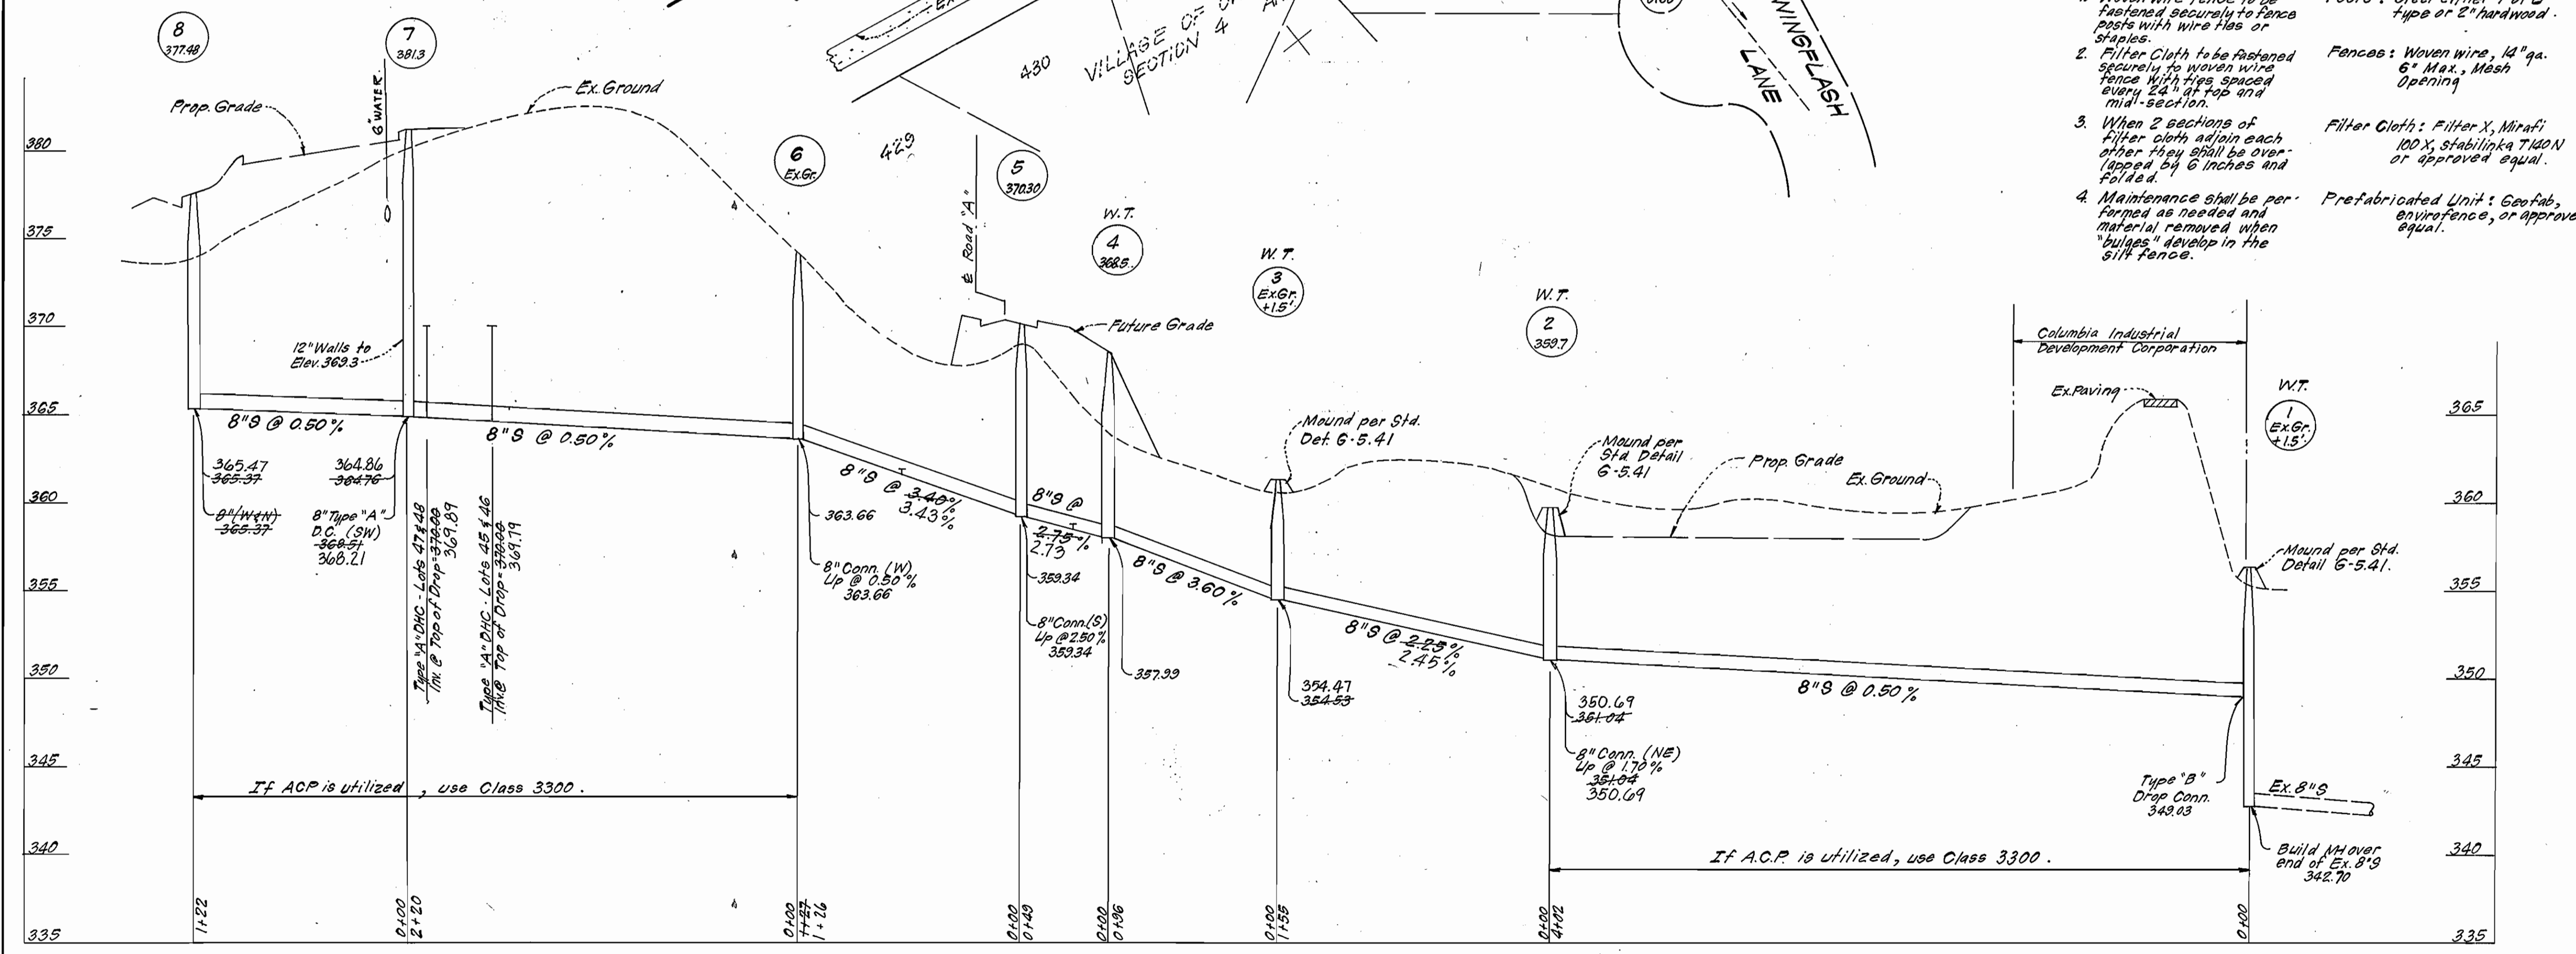 8
377.48
7
381.3
Prop. Grade
6" WATER
Ex. Ground
6
Ex.Gr.
430
429
VILLAGE OF
SECTION 4
WINGFLASH
LANE
fastened securely to fence
posts with wire ties or
staples.
2. Filter Cloth to be fastened
securely to woven wire
fence with ties spaced
every 24" at top and
mid-section.
3. When 2 sections of
filter cloth adjoin each
other they shall be over-
lapped by 6 inches and
folded.
4. Maintenance shall be per-
formed as needed and
material removed when
"bulges" develop in the
silt fence.
type or 2" hardwood.
Fences: Woven wire, 14" ga.
6" Max., Mesh
Opening
Filter Cloth: Filter X, Mirafi
100 X, stabilinka T140N
or approved equal.
Prefabricated Unit: Geofab,
envirofence, or approve
equal.
5
370.30
℄ Road "A"
W.T.
4
368.5
W.T.
3
Ex.Gr.
+1.5'
W.T.
2
359.7
W.T.
1
Ex.Gr.
+1.5'
Columbia Industrial
Development Corporation
Ex. Paving
Future Grade
12" Walls to
Elev. 369.3
380
375
370
365
360
355
350
345
340
335
8"S @ 0.50%
8"S @ 0.50%
365.47
365.37
8" (W&N)
365.37
364.86
364.76
8" Type "A"
D.C. (SW)
368.51
368.21
Type "A" DHC - Lots 47 & 48
Inv. @ Top of Drop = 370.00
369.89
Type "A" DHC - Lots 45 & 46
Inv. @ Top of Drop = 370.00
369.79
8"S @ 3.40%
3.43%
363.66
8" Conn. (W)
Up @ 0.50%
363.66
8"S @
2.75%
2.73
359.34
8" Conn. (S)
Up @ 2.50%
359.34
357.99
8"S @ 3.60%
Mound per Std.
Det. G-5.41
354.47
354.53
8"S @ 2.25%
2.45%
Mound per
Std. Detail
G-5.41
Prop. Grade
Ex. Ground
350.69
351.04
8" Conn. (NE)
Up @ 1.70%
351.04
350.69
8"S @ 0.50%
Mound per Std.
Detail G-5.41.
Type "B"
Drop Conn.
349.03
Ex. 8"S
Build MH over
end of Ex. 8"S
342.70
If ACP is utilized, use Class 3300.
If A.C.P. is utilized, use Class 3300.
365
360
355
350
345
340
335
1+22
0+00
2+20
0+00
1+27
1+26
0+00
0+49
0+00
0+96
0+00
1+55
0+00
4+02
0+00